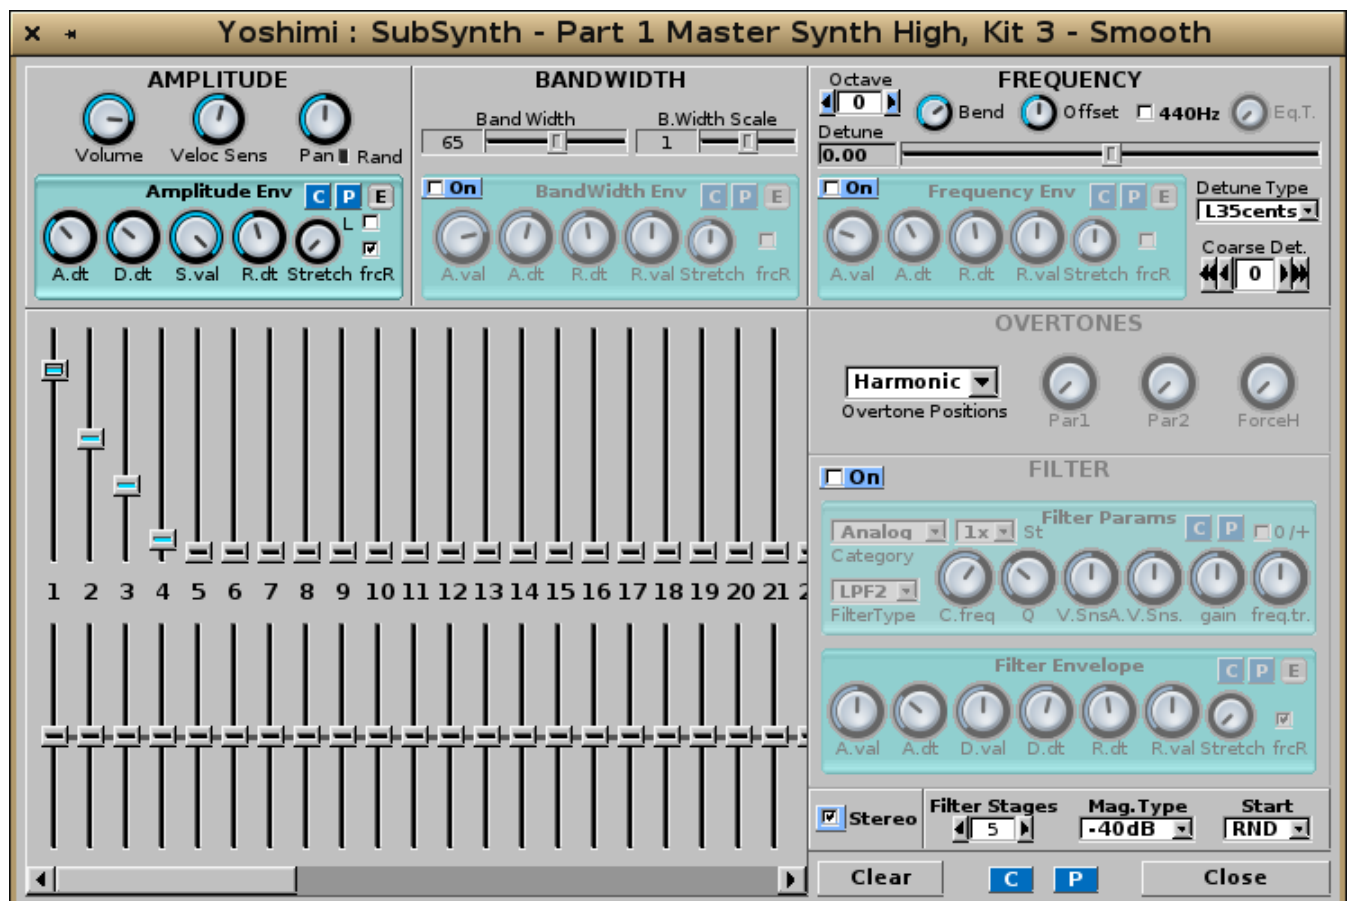 Yoshimi : SubSynth - Part 1 Master Synth High, Kit 3 - Smooth
AMPLITUDE
Volume Veloc Sens Pan Rand
Amplitude Env C P E
L
A.dt D.dt S.val R.dt Stretch frcR
BANDWIDTH
Band Width B.Width Scale
65 1
On BandWidth Env C P E
A.val A.dt R.dt R.val Stretch frcR
Octave FREQUENCY
0 Bend Offset 440Hz Eq.T.
Detune
0.00
On Frequency Env C P E
A.val A.dt R.dt R.val Stretch frcR
Detune Type
L35cents
Coarse Det.
0
1 2 3 4 5 6 7 8 9 10 11 12 13 14 15 16 17 18 19 20 21 2
OVERTONES
Harmonic
Overtone Positions Par1 Par2 ForceH
On FILTER
Filter Params C P 0/+
Analog 1x St
Category
LPF2
FilterType C.freq Q V.SnsA. V.Sns. gain freq.tr.
Filter Envelope C P E
A.val A.dt D.val D.dt R.dt R.val Stretch frcR
Stereo Filter Stages Mag.Type Start
5 -40dB RND
Clear C P Close